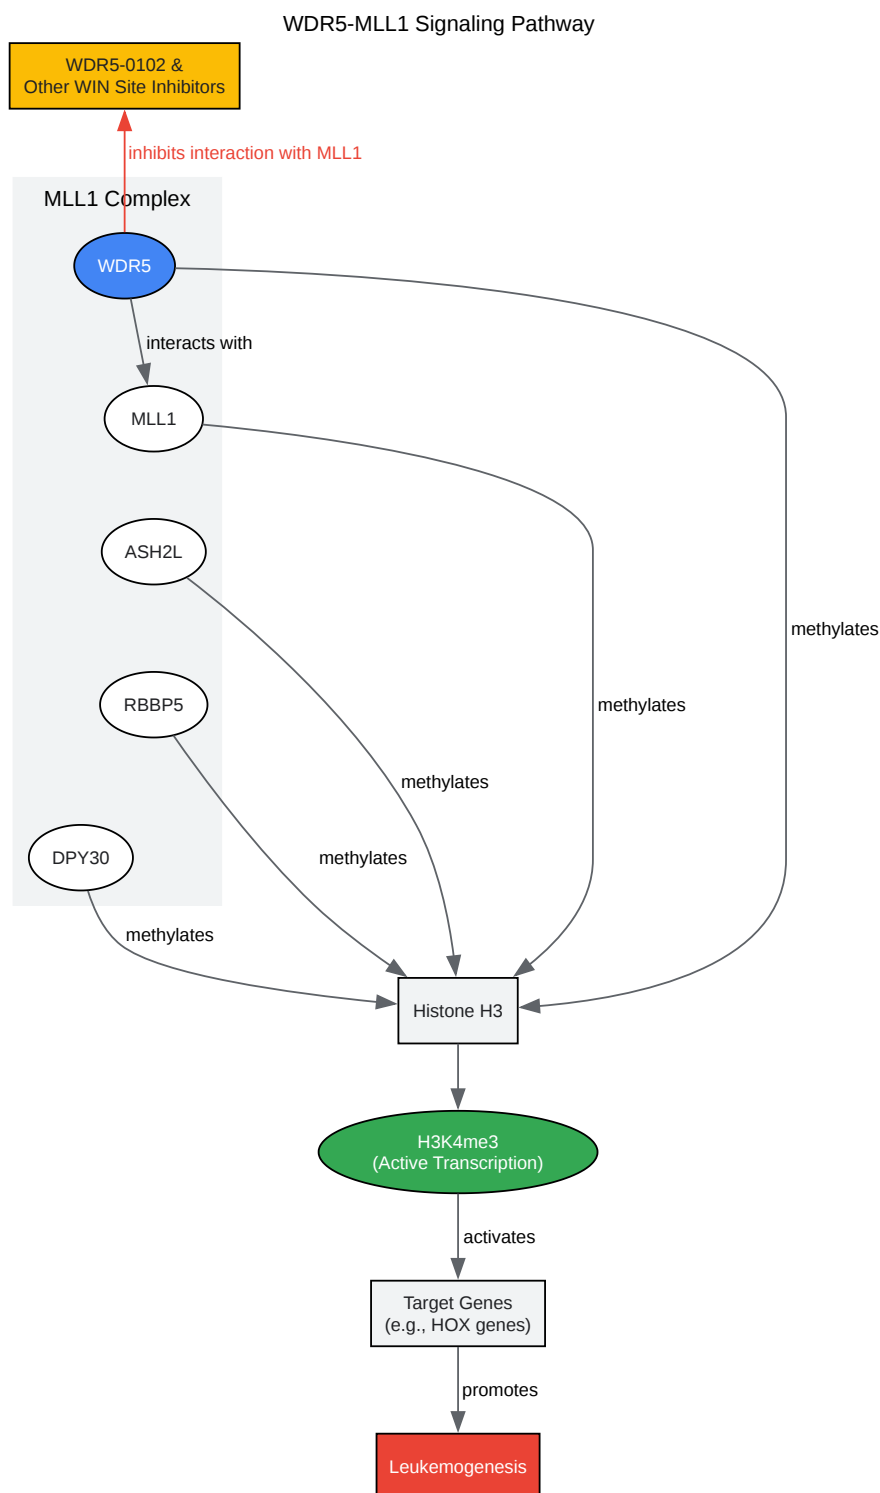 WDR5-MLL1 Signaling Pathway
WDR5-0102 &
Other WIN Site Inhibitors
inhibits interaction with MLL1
MLL1 Complex
WDR5
interacts with
MLL1
ASH2L
methylates
RBBP5
methylates
methylates
methylates
DPY30
methylates
Histone H3
H3K4me3
(Active Transcription)
activates
Target Genes
(e.g., HOX genes)
promotes
Leukemogenesis